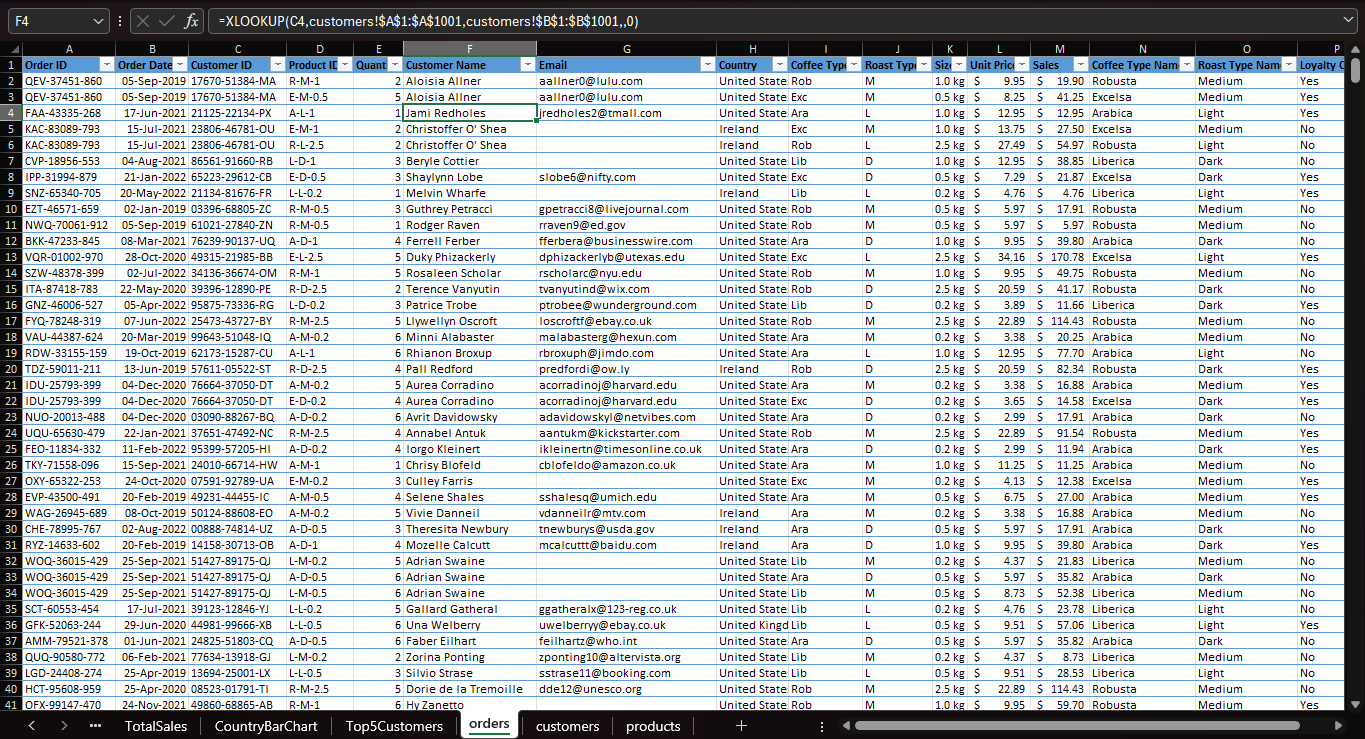 F4 fx =XLOOKUP(C4,customers!$A$1:$A$1001,customers!$B$1:$B$1001,,0)
A B C D E F G H I J K L M N O P
1 Order ID Order Date Customer ID Product ID Quant Customer Name Email Country Coffee Type Roast Type Size Unit Price Sales Coffee Type Nam Roast Type Nam Loyalty C
2 QEV-37451-860 05-Sep-2019 17670-51384-MA R-M-1 2 Aloisia Allner aallner0@lulu.com United State Rob M 1.0 kg $ 9.95 $ 19.90 Robusta Medium Yes
3 QEV-37451-860 05-Sep-2019 17670-51384-MA E-M-0.5 5 Aloisia Allner aallner0@lulu.com United State Exc M 0.5 kg $ 8.25 $ 41.25 Excelsa Medium Yes
4 FAA-43335-268 17-Jun-2021 21125-22134-PX A-L-1 1 Jami Redholes jredholes2@tmall.com United State Ara L 1.0 kg $ 12.95 $ 12.95 Arabica Light Yes
5 KAC-83089-793 15-Jul-2021 23806-46781-OU E-M-1 2 Christoffer O' Shea Ireland Exc M 1.0 kg $ 13.75 $ 27.50 Excelsa Medium No
6 KAC-83089-793 15-Jul-2021 23806-46781-OU R-L-2.5 2 Christoffer O' Shea Ireland Rob L 2.5 kg $ 27.49 $ 54.97 Robusta Light No
7 CVP-18956-553 04-Aug-2021 86561-91660-RB L-D-1 3 Beryle Cottier United State Lib D 1.0 kg $ 12.95 $ 38.85 Liberica Dark No
8 IPP-31994-879 21-Jan-2022 65223-29612-CB E-D-0.5 3 Shaylynn Lobe slobe6@nifty.com United State Exc D 0.5 kg $ 7.29 $ 21.87 Excelsa Dark Yes
9 SNZ-65340-705 20-May-2022 21134-81676-FR L-L-0.2 1 Melvin Wharfe Ireland Lib L 0.2 kg $ 4.76 $ 4.76 Liberica Light Yes
10 EZT-46571-659 02-Jan-2019 03396-68805-ZC R-M-0.5 3 Guthrey Petracci gpetracci8@livejournal.com United State Rob M 0.5 kg $ 5.97 $ 17.91 Robusta Medium No
11 NWQ-70061-912 05-Sep-2019 61021-27840-ZN R-M-0.5 1 Rodger Raven rraven9@ed.gov United State Rob M 0.5 kg $ 5.97 $ 5.97 Robusta Medium No
12 BKK-47233-845 08-Mar-2021 76239-90137-UQ A-D-1 4 Ferrell Ferber fferbera@businesswire.com United State Ara D 1.0 kg $ 9.95 $ 39.80 Arabica Dark No
13 VQR-01002-970 28-Oct-2020 49315-21985-BB E-L-2.5 5 Duky Phizackerly dphizackerlyb@utexas.edu United State Exc L 2.5 kg $ 34.16 $ 170.78 Excelsa Light Yes
14 SZW-48378-399 02-Jul-2022 34136-36674-OM R-M-1 5 Rosaleen Scholar rscholarc@nyu.edu United State Rob M 1.0 kg $ 9.95 $ 49.75 Robusta Medium No
15 ITA-87418-783 22-May-2020 39396-12890-PE R-D-2.5 2 Terence Vanyutin tvanyutind@wix.com United State Rob D 2.5 kg $ 20.59 $ 41.17 Robusta Dark No
16 GNZ-46006-527 05-Apr-2022 95875-73336-RG L-D-0.2 3 Patrice Trobe ptrobee@wunderground.com United State Lib D 0.2 kg $ 3.89 $ 11.66 Liberica Dark Yes
17 FYQ-78248-319 07-Jun-2022 25473-43727-BY R-M-2.5 5 Llywellyn Oscroft loscroftf@ebay.co.uk United State Rob M 2.5 kg $ 22.89 $ 114.43 Robusta Medium No
18 VAU-44387-624 20-Mar-2019 99643-51048-IQ A-M-0.2 6 Minni Alabaster malabasterg@hexun.com United State Ara M 0.2 kg $ 3.38 $ 20.25 Arabica Medium No
19 RDW-33155-159 19-Oct-2019 62173-15287-CU A-L-1 6 Rhianon Broxup rbroxuph@jimdo.com United State Ara L 1.0 kg $ 12.95 $ 77.70 Arabica Light No
20 TDZ-59011-211 13-Jun-2019 57611-05522-ST R-D-2.5 4 Pall Redford predfordi@ow.ly Ireland Rob D 2.5 kg $ 20.59 $ 82.34 Robusta Dark Yes
21 IDU-25793-399 04-Dec-2020 76664-37050-DT A-M-0.2 5 Aurea Corradino acorradinoj@harvard.edu United State Ara M 0.2 kg $ 3.38 $ 16.88 Arabica Medium Yes
22 IDU-25793-399 04-Dec-2020 76664-37050-DT E-D-0.2 4 Aurea Corradino acorradinoj@harvard.edu United State Exc D 0.2 kg $ 3.65 $ 14.58 Excelsa Dark Yes
23 NUO-20013-488 04-Dec-2020 03090-88267-BQ A-D-0.2 6 Avrit Davidowsky adavidowskyl@netvibes.com United State Ara D 0.2 kg $ 2.99 $ 17.91 Arabica Dark No
24 UQU-65630-479 22-Jan-2021 37651-47492-NC R-M-2.5 4 Annabel Antuk aantukm@kickstarter.com United State Rob M 2.5 kg $ 22.89 $ 91.54 Robusta Medium Yes
25 FEO-11834-332 11-Feb-2022 95399-57205-HI A-D-0.2 4 Iorgo Kleinert ikleinertn@timesonline.co.uk United State Ara D 0.2 kg $ 2.99 $ 11.94 Arabica Dark Yes
26 TKY-71558-096 15-Sep-2021 24010-66714-HW A-M-1 1 Chrisy Blofeld cblofeldo@amazon.co.uk United State Ara M 1.0 kg $ 11.25 $ 11.25 Arabica Medium No
27 OXY-65322-253 24-Oct-2020 07591-92789-UA E-M-0.2 3 Culley Farris United State Exc M 0.2 kg $ 4.13 $ 12.38 Excelsa Medium Yes
28 EVP-43500-491 20-Feb-2019 49231-44455-IC A-M-0.5 4 Selene Shales sshalesq@umich.edu United State Ara M 0.5 kg $ 6.75 $ 27.00 Arabica Medium Yes
29 WAG-26945-689 08-Oct-2019 50124-88608-EO A-M-0.2 5 Vivie Danneil vdanneilr@mtv.com Ireland Ara M 0.2 kg $ 3.38 $ 16.88 Arabica Medium No
30 CHE-78995-767 02-Aug-2022 00888-74814-UZ A-D-0.5 3 Theresita Newbury tnewburys@usda.gov Ireland Ara D 0.5 kg $ 5.97 $ 17.91 Arabica Dark No
31 RYZ-14633-602 20-Feb-2019 14158-30713-OB A-D-1 4 Mozelle Calcutt mcalcuttt@baidu.com Ireland Ara D 1.0 kg $ 9.95 $ 39.80 Arabica Dark Yes
32 WOQ-36015-429 25-Sep-2021 51427-89175-QJ L-M-0.2 5 Adrian Swaine United State Lib M 0.2 kg $ 4.37 $ 21.83 Liberica Medium No
33 WOQ-36015-429 25-Sep-2021 51427-89175-QJ A-D-0.5 6 Adrian Swaine United State Ara D 0.5 kg $ 5.97 $ 35.82 Arabica Dark No
34 WOQ-36015-429 25-Sep-2021 51427-89175-QJ L-M-0.5 6 Adrian Swaine United State Lib M 0.5 kg $ 8.73 $ 52.38 Liberica Medium No
35 SCT-60553-454 17-Jul-2021 39123-12846-YJ L-L-0.2 5 Gallard Gatheral ggatheralx@123-reg.co.uk United State Lib L 0.2 kg $ 4.76 $ 23.78 Liberica Light No
36 GFK-52063-244 29-Jun-2020 44981-99666-XB L-L-0.5 6 Una Welberry uwelberryy@ebay.co.uk United Kingd Lib L 0.5 kg $ 9.51 $ 57.06 Liberica Light Yes
37 AMM-79521-378 01-Jun-2021 24825-51803-CQ A-D-0.5 6 Faber Eilhart feilhartz@who.int United State Ara D 0.5 kg $ 5.97 $ 35.82 Arabica Dark No
38 QUQ-90580-772 06-Feb-2021 77634-13918-GJ L-M-0.2 2 Zorina Ponting zponting10@altervista.org United State Lib M 0.2 kg $ 4.37 $ 8.73 Liberica Medium No
39 LGD-24408-274 25-Apr-2019 13694-25001-LX L-L-0.5 3 Silvio Strase sstrase11@booking.com United State Lib L 0.5 kg $ 9.51 $ 28.53 Liberica Light No
40 HCT-95608-959 25-Apr-2020 08523-01791-TI R-M-2.5 5 Dorie de la Tremoille dde12@unesco.org United State Rob M 2.5 kg $ 22.89 $ 114.43 Robusta Medium No
41 OFX-99147-470 24-Nov-2021 49860-68865-AB R-M-1 6 Hy Zanetto United State Rob M 1.0 kg $ 9.95 $ 59.70 Robusta Medium Yes
TotalSales CountryBarChart Top5Customers orders customers products